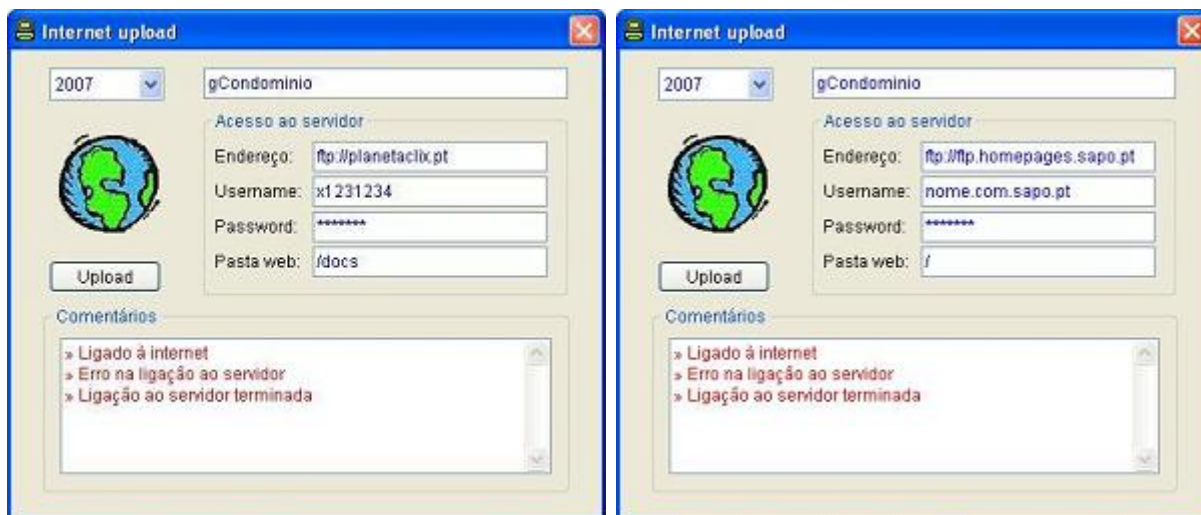 Internet upload
2007
gCondominio
Acesso ao servidor
Endereço: ftp://planetaclix.pt
Username: x1231234
Password: *******
Pasta web: /docs
Upload
Comentários
» Ligado á internet
» Erro na ligação ao servidor
» Ligação ao servidor terminada
Internet upload
2007
gCondominio
Acesso ao servidor
Endereço: ftp://ftp.homepages.sapo.pt
Username: nome.com.sapo.pt
Password: *******
Pasta web: /
Upload
Comentários
» Ligado á internet
» Erro na ligação ao servidor
» Ligação ao servidor terminada